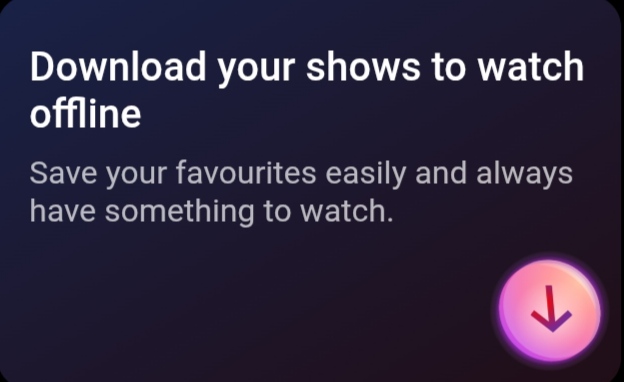 Download your shows to watch
offline
Save your favourites easily and always
have something to watch.